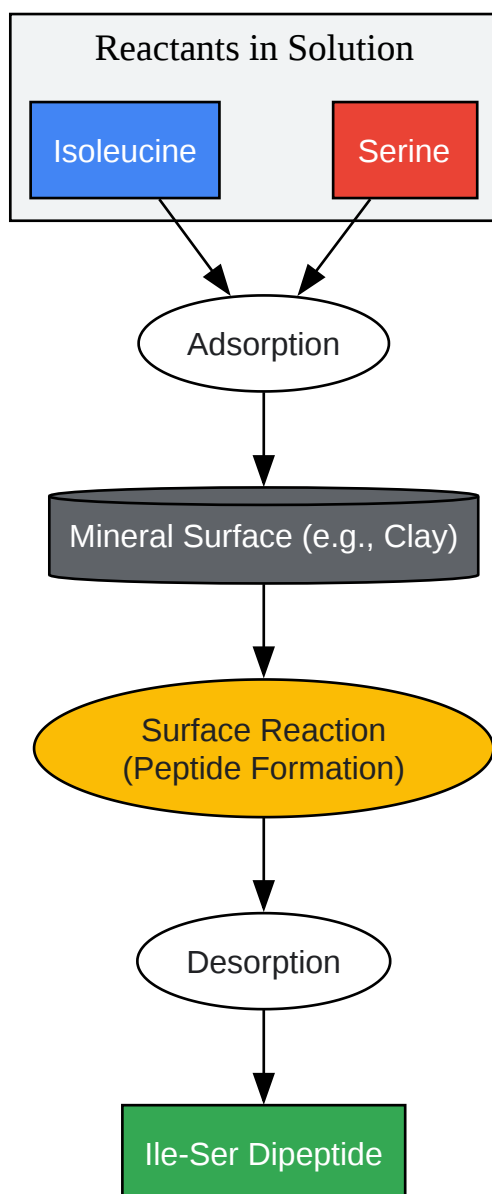 Reactants in Solution
Isoleucine
Serine
Adsorption
Mineral Surface (e.g., Clay)
Surface Reaction
(Peptide Formation)
Desorption
Ile-Ser Dipeptide